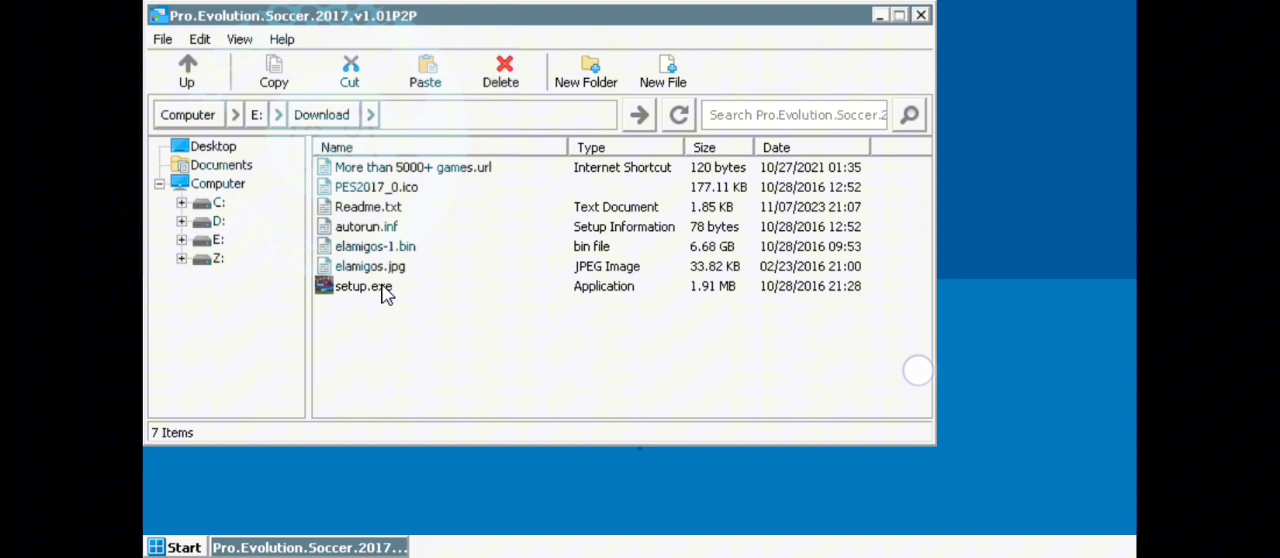 Pro.Evolution.Soccer.2017.v1.01P2P
File Edit View Help
Up Copy Cut Paste Delete New Folder New File
Computer E: Download Search Pro.Evolution.Soccer.2
Desktop
Documents
Computer
C:
D:
E:
Z:
Name Type Size Date
More than 5000+ games.url Internet Shortcut 120 bytes 10/27/2021 01:35
PES2017_0.ico 177.11 KB 10/28/2016 12:52
Readme.txt Text Document 1.85 KB 11/07/2023 21:07
autorun.inf Setup Information 78 bytes 10/28/2016 12:52
elamigos-1.bin bin file 6.68 GB 10/28/2016 09:53
elamigos.jpg JPEG Image 33.82 KB 02/23/2016 21:00
setup.exe Application 1.91 MB 10/28/2016 21:28
7 Items
Start Pro.Evolution.Soccer.2017...